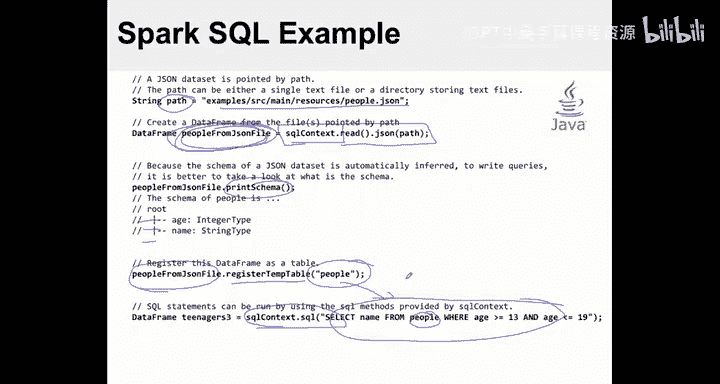 Spark SQL Example
bilibili
// A JSON dataset is pointed by path.
// The path can be either a single text file or a directory storing text files.
String path = "examples/src/main/resources/people.json";
Java
// Create a DataFrame from the file(s) pointed by path
DataFrame peopleFromJsonFile = sqlContext.read().json(path);
// Because the schema of a JSON dataset is automatically inferred, to write queries,
// it is better to take a look at what is the schema.
peopleFromJsonFile.printSchema();
// The schema of people is ...
// root
// |-- age: IntegerType
// |-- name: StringType
// Register this DataFrame as a table.
peopleFromJsonFile.registerTempTable("people");
// SQL statements can be run by using the sql methods provided by sqlContext.
DataFrame teenagers3 = sqlContext.sql("SELECT name FROM people WHERE age >= 13 AND age <= 19");